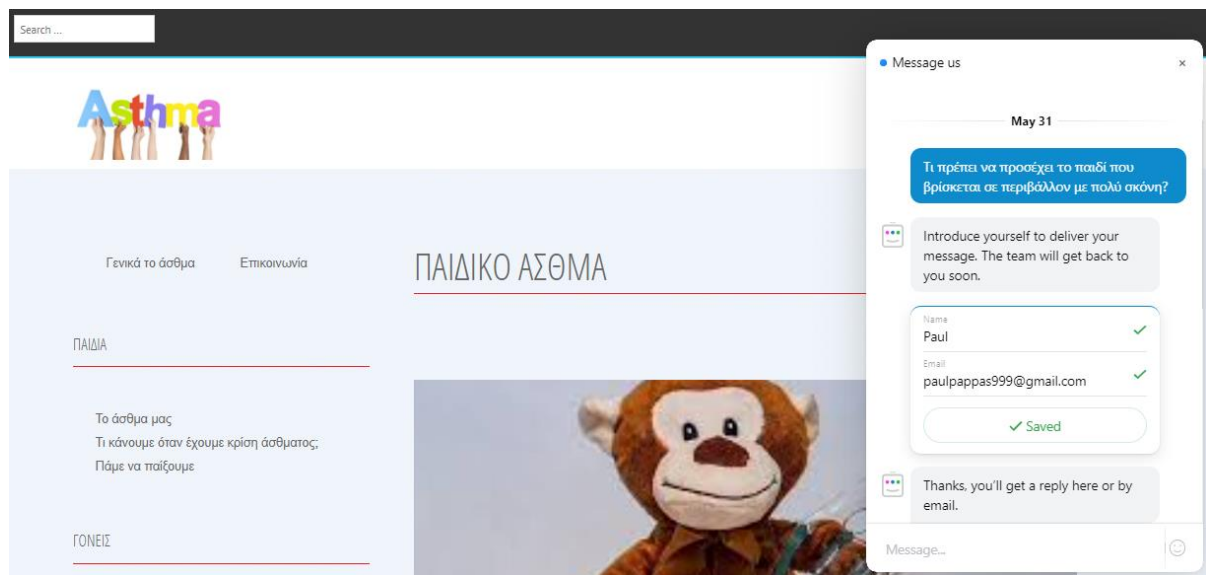 Search ...
Asthma
Γενικά το άσθμα
Επικοινωνία
ΠΑΙΔΙΚΟ ΑΣΘΜΑ
ΠΑΙΔΙΑ
Το άσθμα μας
Τι κάνουμε όταν έχουμε κρίση άσθματος;
Πάμε να παίξουμε
ΓΟΝΕΙΣ
Message us
×
May 31
Τι πρέπει να προσέχει το παιδί που
βρίσκεται σε περιβάλλον με πολύ σκόνη?
Introduce yourself to deliver your
message. The team will get back to
you soon.
Name
Paul
Email
paulpappas999@gmail.com
Saved
Thanks, you'll get a reply here or by
email.
Message...